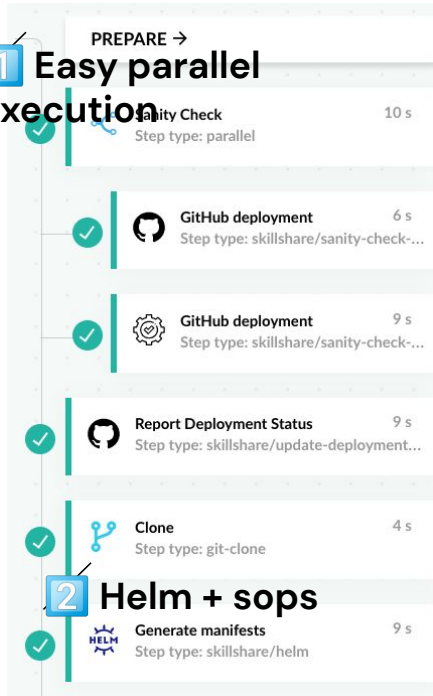 PREPARE →
1 Easy parallel
xecution
Sanity Check
10 s
Step type: parallel
GitHub deployment
6 s
Step type: skillshare/sanity-check-...
GitHub deployment
9 s
Step type: skillshare/sanity-check-...
Report Deployment Status
9 s
Step type: skillshare/update-deployment...
Clone
4 s
Step type: git-clone
2 Helm + sops
HELM
Generate manifests
9 s
Step type: skillshare/helm